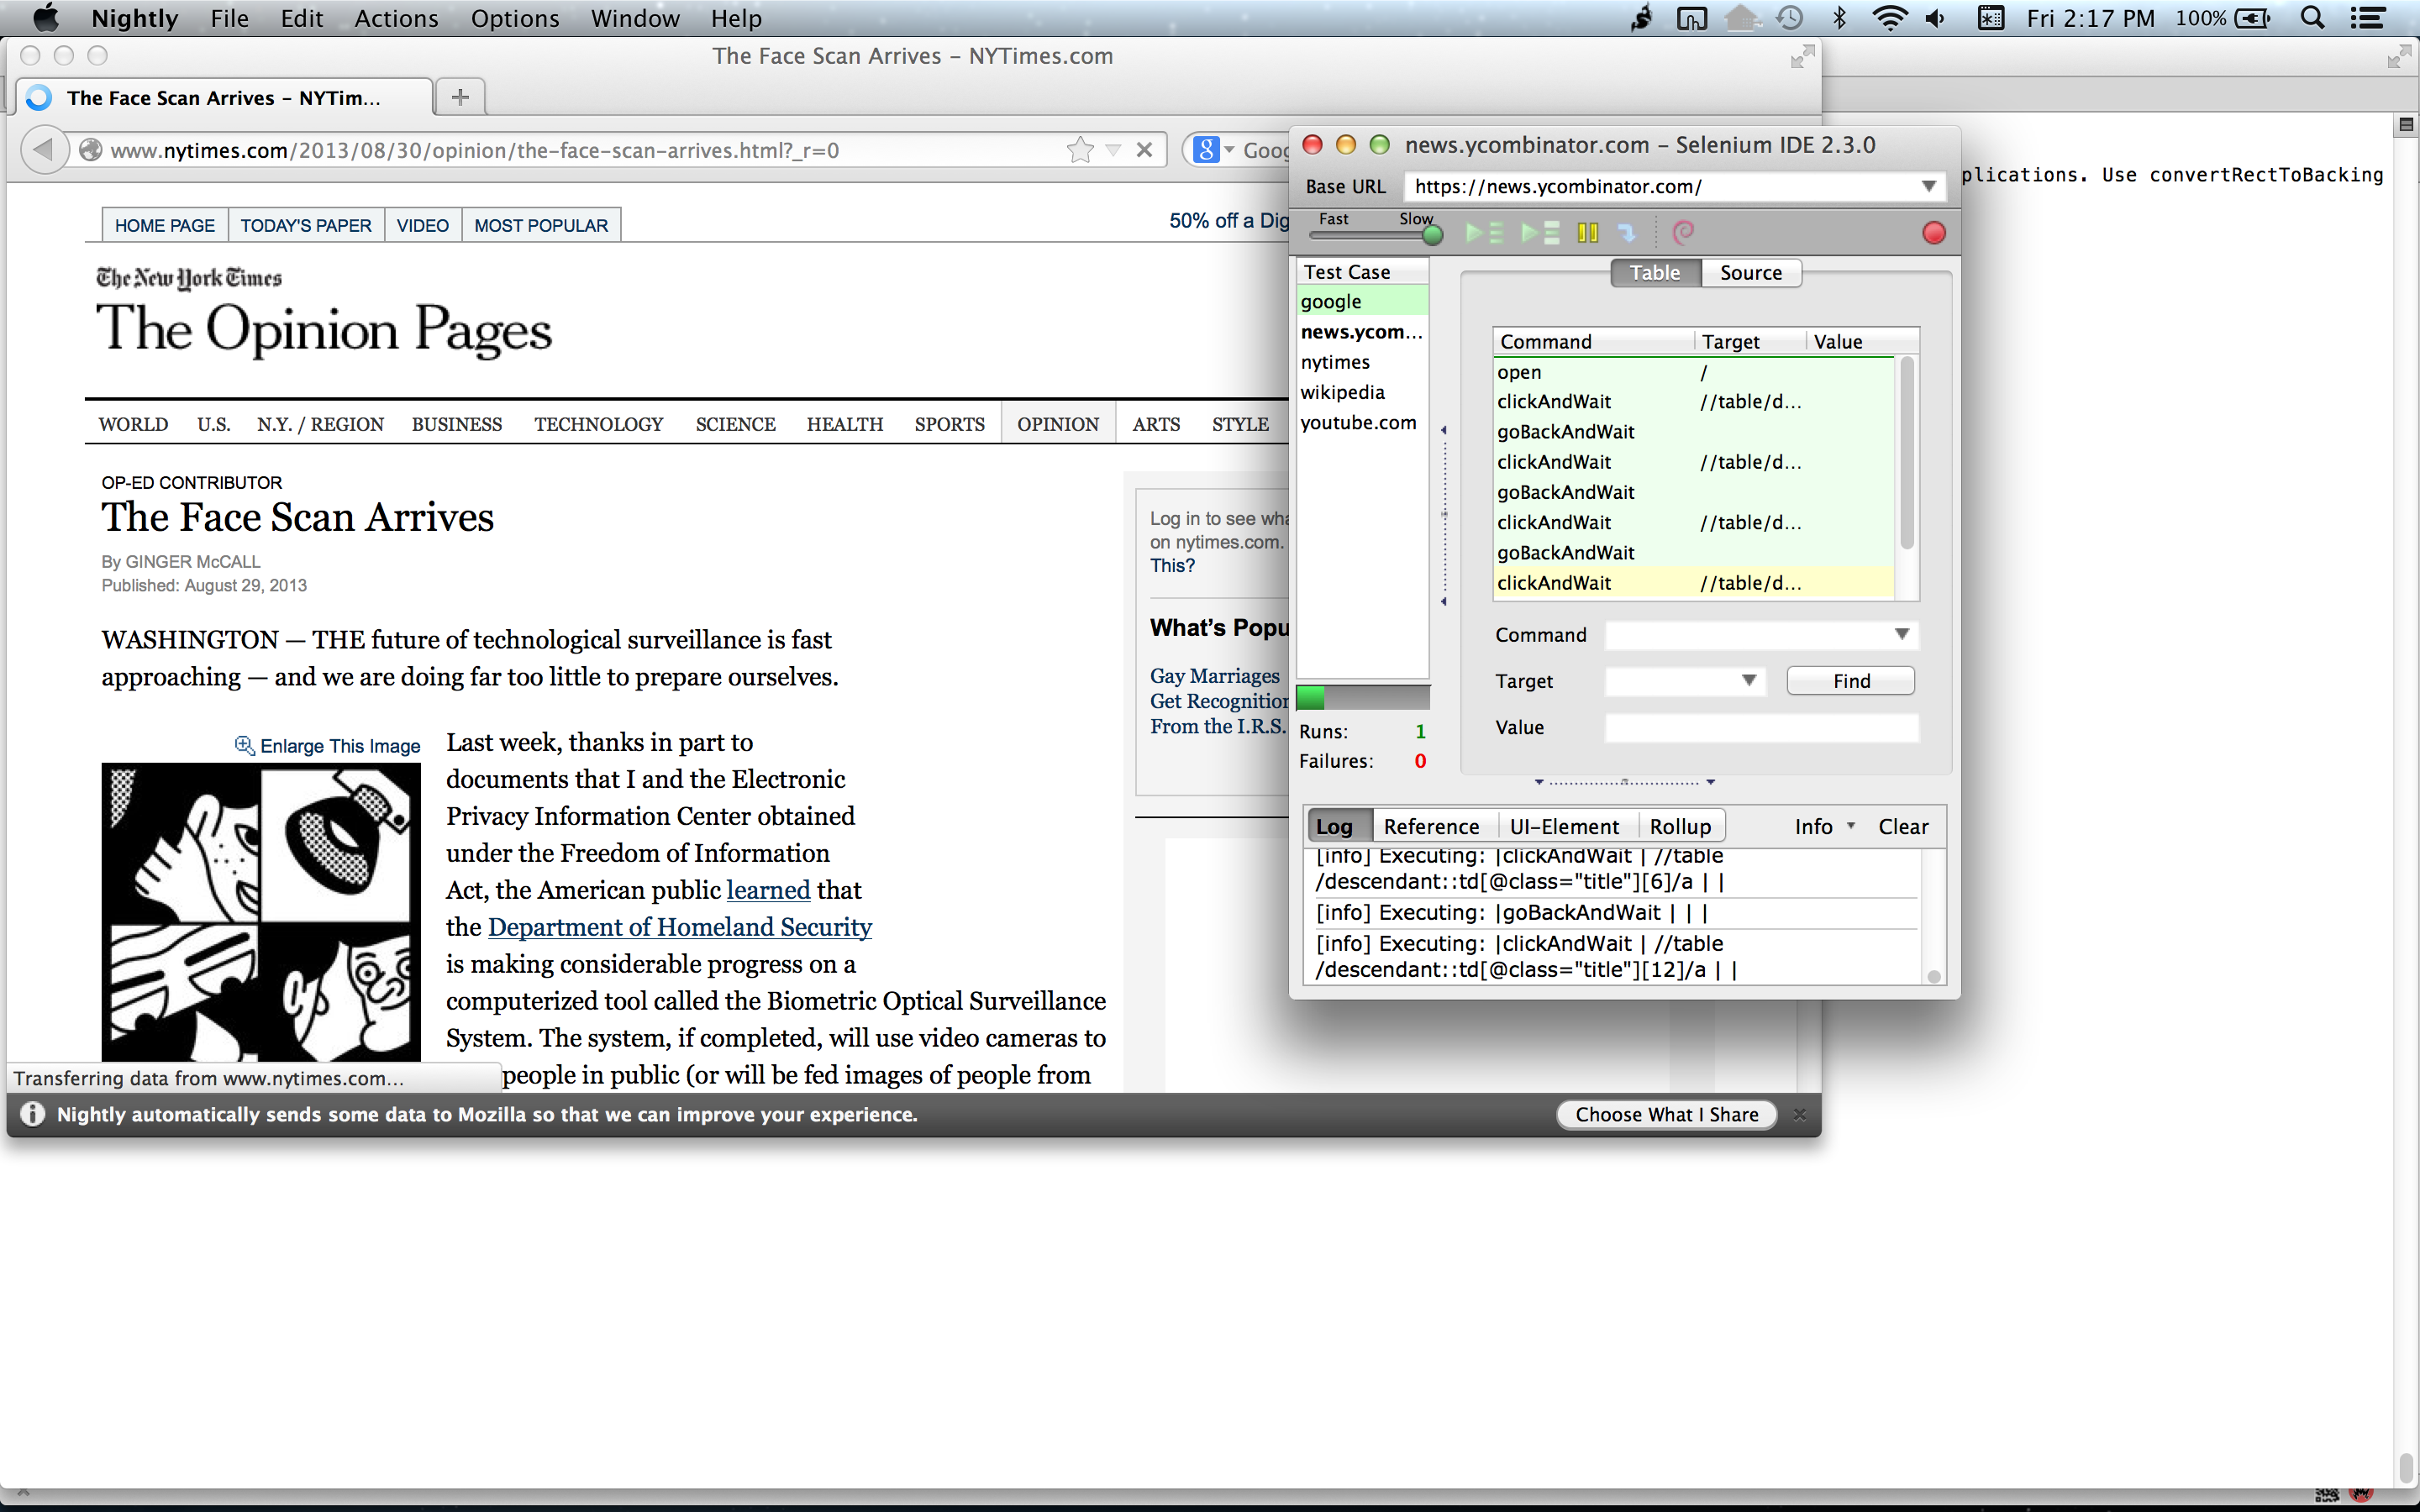 Nightly File Edit Actions Options Window Help
Fri 2:17 PM 100%
The Face Scan Arrives – NYTimes.com
The Face Scan Arrives – NYTim...
www.nytimes.com/2013/08/30/opinion/the-face-scan-arrives.html?_r=0
HOME PAGE TODAY'S PAPER VIDEO MOST POPULAR
50% off a
The New York Times
The Opinion Pages
WORLD U.S. N.Y. / REGION BUSINESS TECHNOLOGY SCIENCE HEALTH SPORTS OPINION ARTS STYLE
OP-ED CONTRIBUTOR
The Face Scan Arrives
By GINGER McCALL
Published: August 29, 2013
WASHINGTON — THE future of technological surveillance is fast
approaching — and we are doing far too little to prepare ourselves.
Enlarge This Image
Last week, thanks in part to
documents that I and the Electronic
Privacy Information Center obtained
under the Freedom of Information
Act, the American public learned that
the Department of Homeland Security
is making considerable progress on a
computerized tool called the Biometric Optical Surveillance
System. The system, if completed, will use video cameras to
people in public (or will be fed images of people from
Log in to see
on nytimes.com.
This?
What's
Gay Marriages
Get Recognition
From the I.R.S.
Transferring data from www.nytimes.com...
Nightly automatically sends some data to Mozilla so that we can improve your experience.
Choose What I Share
news.ycombinator.com – Selenium IDE 2.3.0
Base URL https://news.ycombinator.com/
Fast Slow
Test Case
google
news.ycom...
nytimes
wikipedia
youtube.com
Runs: 1
Failures: 0
Table Source
Command Target Value
open /
clickAndWait //table/d...
goBackAndWait
clickAndWait //table/d...
goBackAndWait
clickAndWait //table/d...
goBackAndWait
clickAndWait //table/d...
Command
Target Find
Value
Log Reference UI-Element Rollup Info Clear
[info] Executing: |clickAndWait | //table
/descendant::td[@class="title"][6]/a | |
[info] Executing: |goBackAndWait | | |
[info] Executing: |clickAndWait | //table
/descendant::td[@class="title"][12]/a | |
plications. Use convertRectToBacking